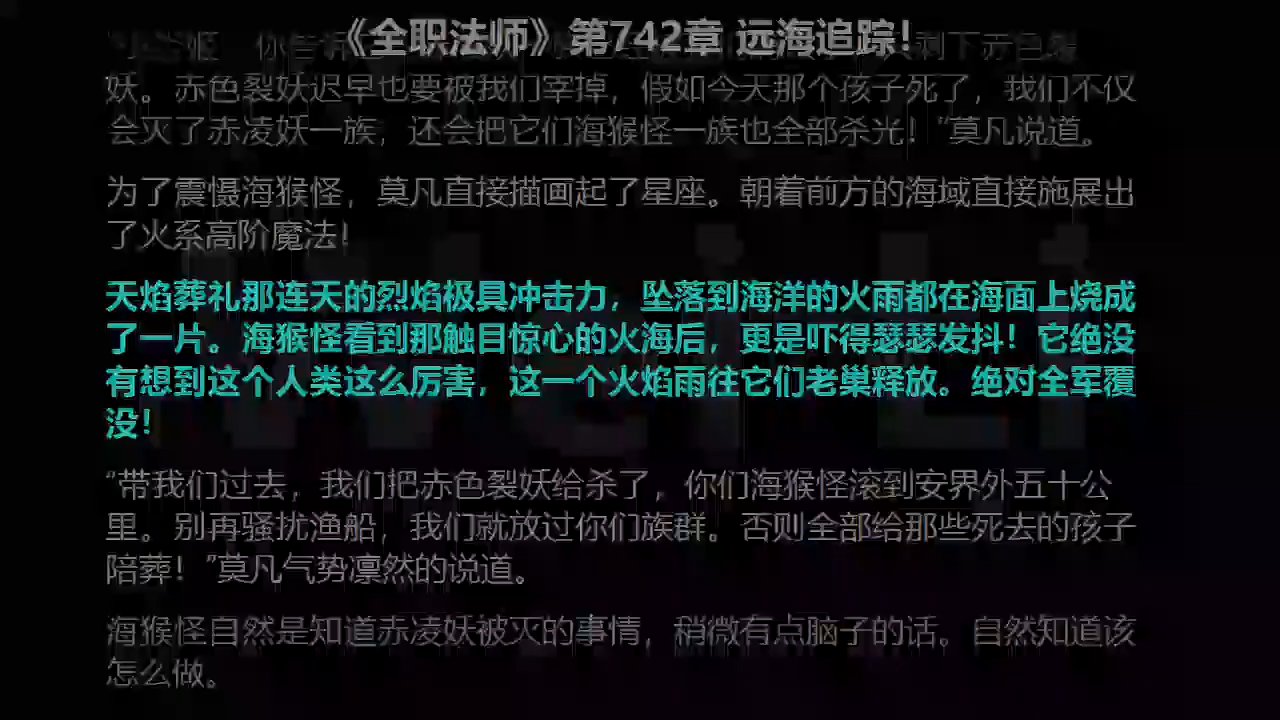 《全职法师》第742章 远海追踪！
剩下赤色裂
妖。赤色裂妖迟早也要被我们宰掉，假如今天那个孩子死了，我们不仅
会灭了赤凌妖一族，还会把它们海猴怪一族也全部杀光！”莫凡说道。
为了震慑海猴怪，莫凡直接描画起了星座。朝着前方的海域直接施展出
了火系高阶魔法！
天焰葬礼那连天的烈焰极具冲击力，坠落到海洋的火雨都在海面上烧成
了一片。海猴怪看到那触目惊心的火海后，更是吓得瑟瑟发抖！它绝没
有想到这个人类这么厉害，这一个火焰雨往它们老巢释放。绝对全军覆
没！
“带我们过去，我们把赤色裂妖给杀了，你们海猴怪滚到安界外五十公
里。别再骚扰渔船，我们就放过你们族群。否则全部给那些死去的孩子
陪葬！”莫凡气势凛然的说道。
海猴怪自然是知道赤凌妖被灭的事情，稍微有点脑子的话。自然知道该
怎么做。